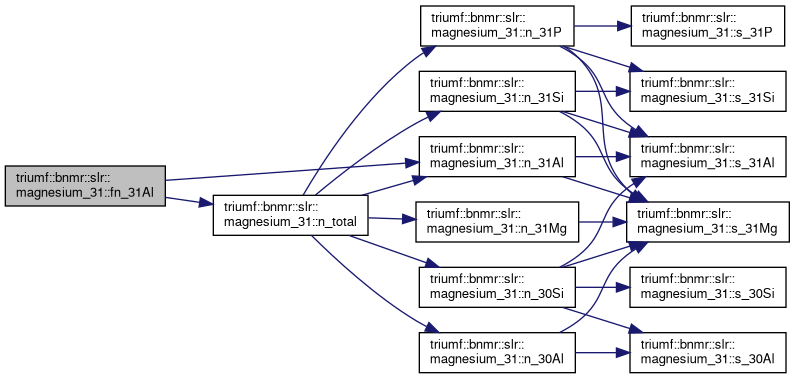 triumf::bnmr::slr::
magnesium_31::fn_31Al
triumf::bnmr::slr::
magnesium_31::n_total
triumf::bnmr::slr::
magnesium_31::n_31P
triumf::bnmr::slr::
magnesium_31::n_31Si
triumf::bnmr::slr::
magnesium_31::n_31Al
triumf::bnmr::slr::
magnesium_31::n_31Mg
triumf::bnmr::slr::
magnesium_31::n_30Si
triumf::bnmr::slr::
magnesium_31::n_30Al
triumf::bnmr::slr::
magnesium_31::s_31P
triumf::bnmr::slr::
magnesium_31::s_31Si
triumf::bnmr::slr::
magnesium_31::s_31Al
triumf::bnmr::slr::
magnesium_31::s_31Mg
triumf::bnmr::slr::
magnesium_31::s_30Si
triumf::bnmr::slr::
magnesium_31::s_30Al